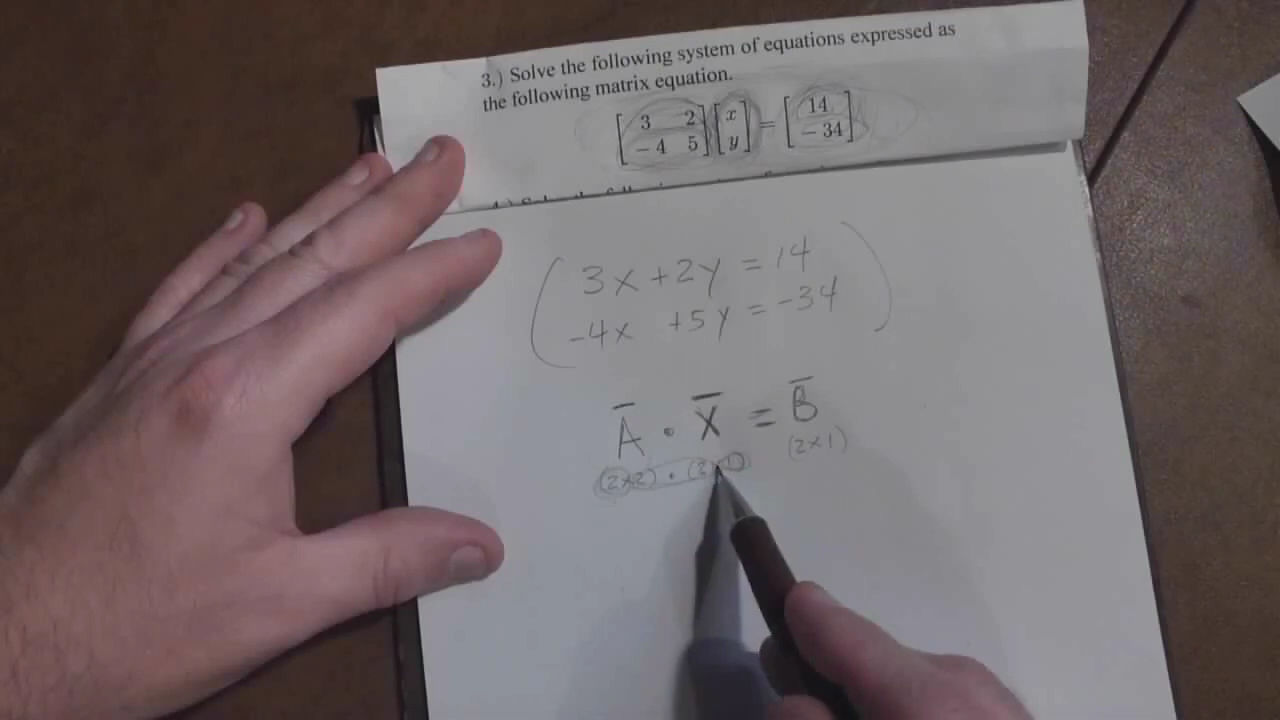 3.) Solve the following system of equations expressed as
the following matrix equation.
[ 3 2 ] [ x ] = [ 14 ]
[ -4 5 ] [ y ] [ -34 ]
3x + 2y = 14
-4x + 5y = -34
A̅ · X̅ = B̅
(2×2) · (2×1) (2×1)